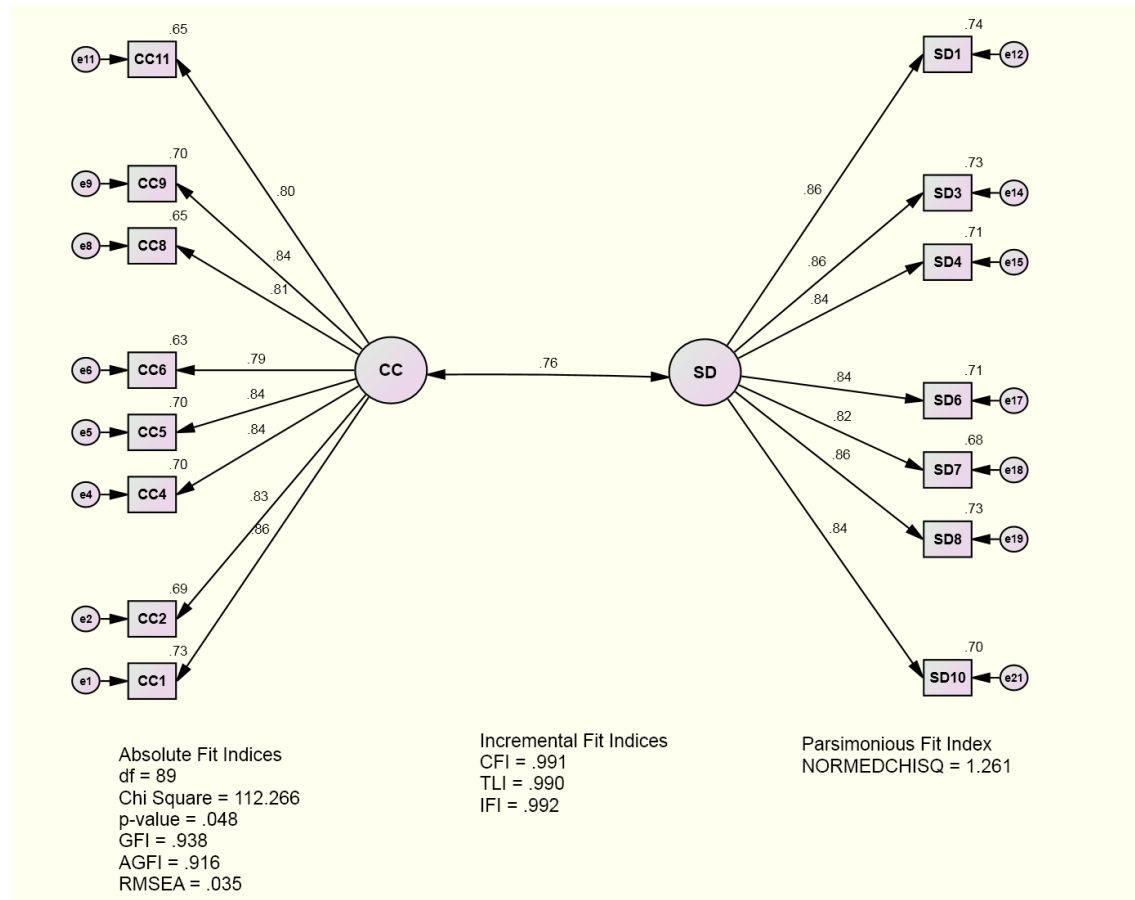 .65
e11 CC11
.70
e9 CC9
.65
e8 CC8
.63
e6 CC6
.70
e5 CC5
.70
e4 CC4
.69
e2 CC2
.73
e1 CC1
.80
.84
.81
.79
.84
.84
.83
.86
CC
.76
SD
.86
.86
.84
.84
.82
.86
.84
.74
SD1 e12
.73
SD3 e14
.71
SD4 e15
.71
SD6 e17
.68
SD7 e18
.73
SD8 e19
.70
SD10 e21
Absolute Fit Indices
df = 89
Chi Square = 112.266
p-value = .048
GFI = .938
AGFI = .916
RMSEA = .035
Incremental Fit Indices
CFI = .991
TLI = .990
IFI = .992
Parsimonious Fit Index
NORMEDCHISQ = 1.261